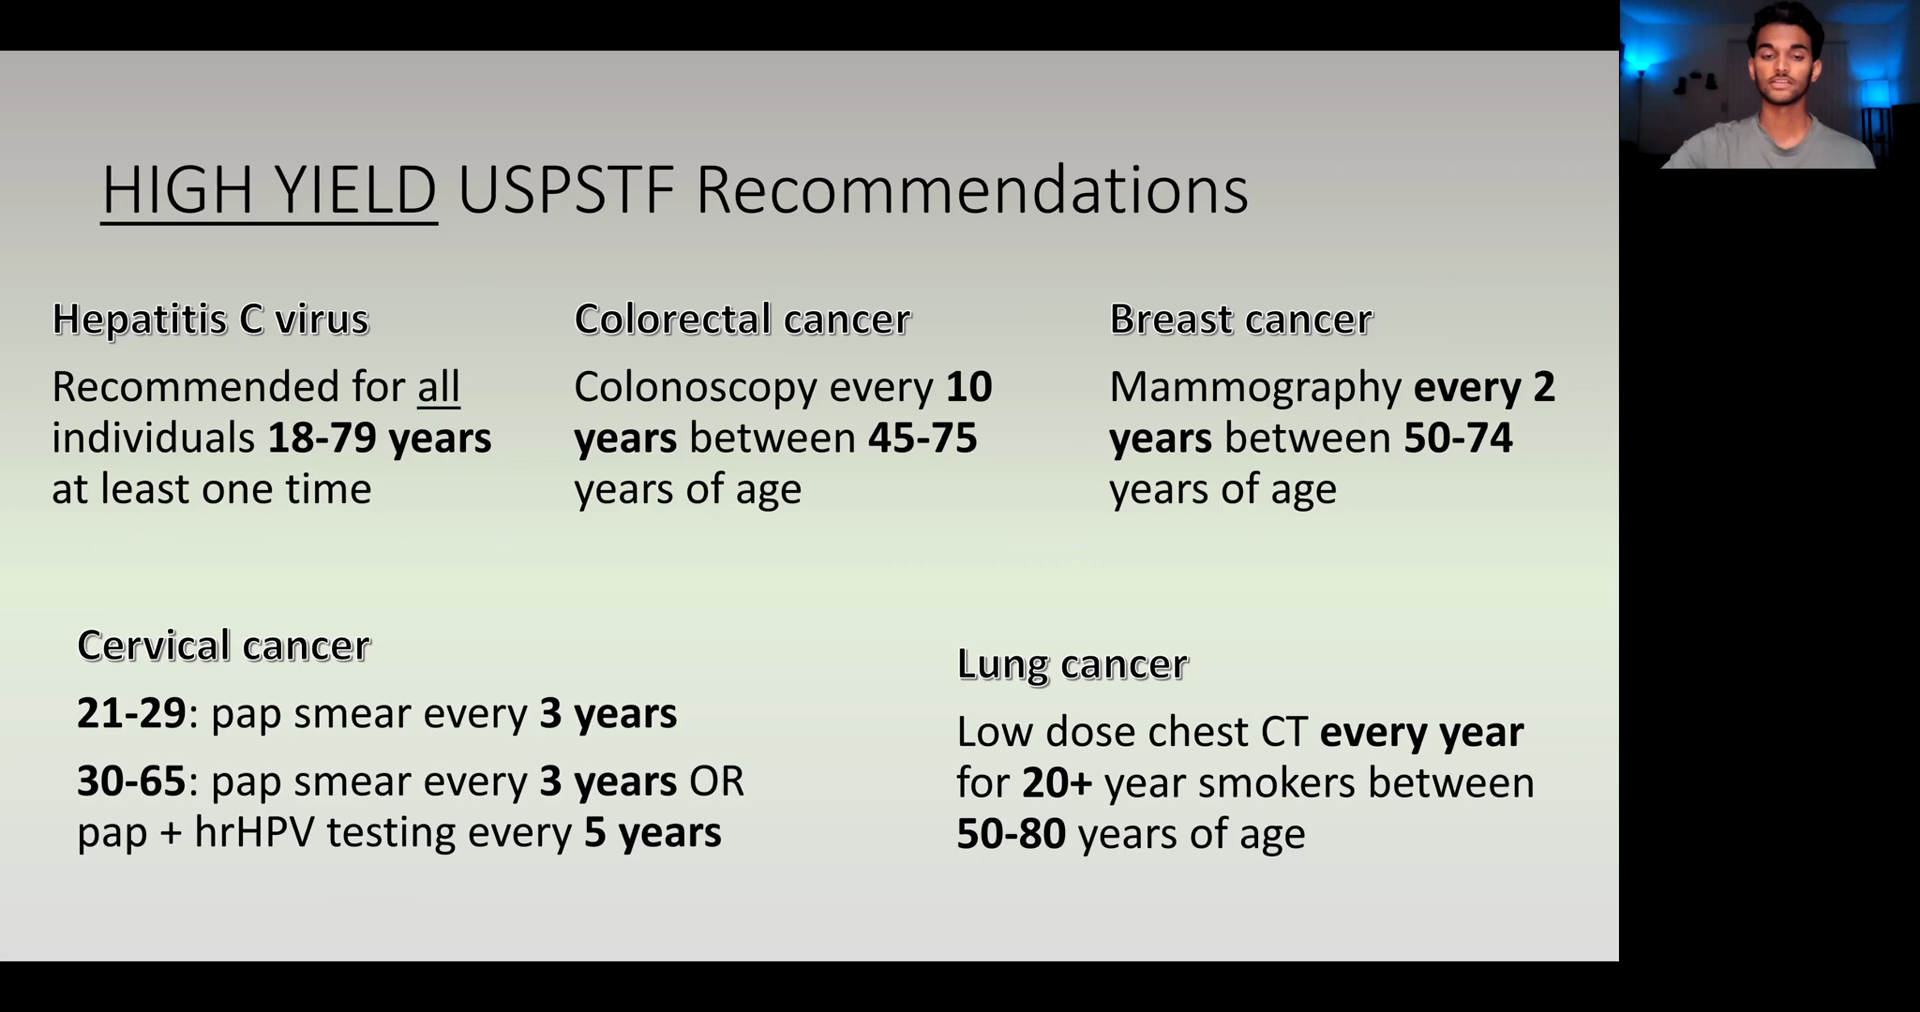 HIGH YIELD USPSTF Recommendations
Hepatitis C virus
Recommended for all
individuals 18-79 years
at least one time
Colorectal cancer
Colonoscopy every 10
years between 45-75
years of age
Breast cancer
Mammography every 2
years between 50-74
years of age
Cervical cancer
21-29: pap smear every 3 years
30-65: pap smear every 3 years OR
pap + hrHPV testing every 5 years
Lung cancer
Low dose chest CT every year
for 20+ year smokers between
50-80 years of age